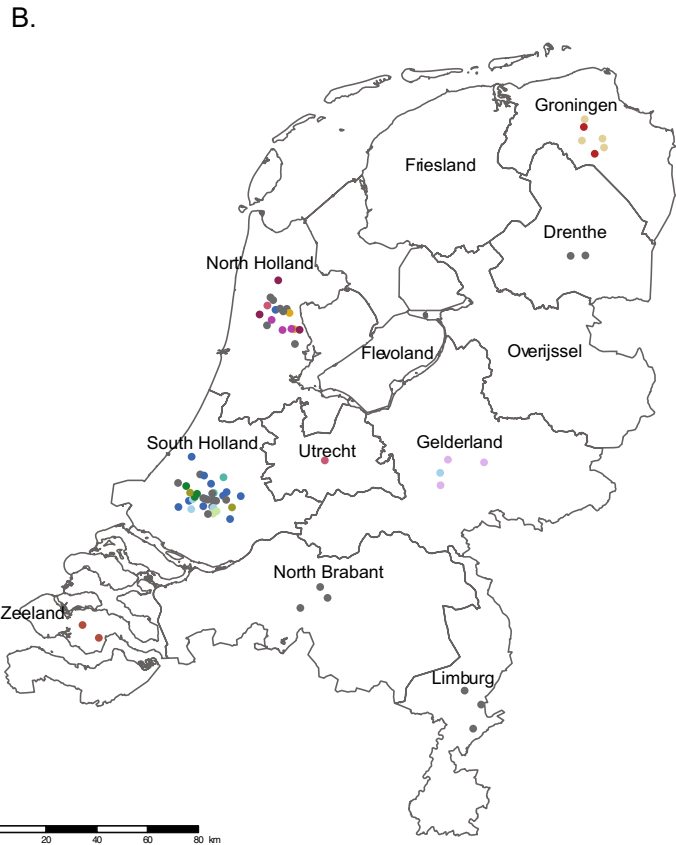 B.
Groningen
Friesland
Drenthe
North Holland
Flevoland
Overijssel
South Holland
Utrecht
Gelderland
North Brabant
Zeeland
Limburg
20 40 60 80 km